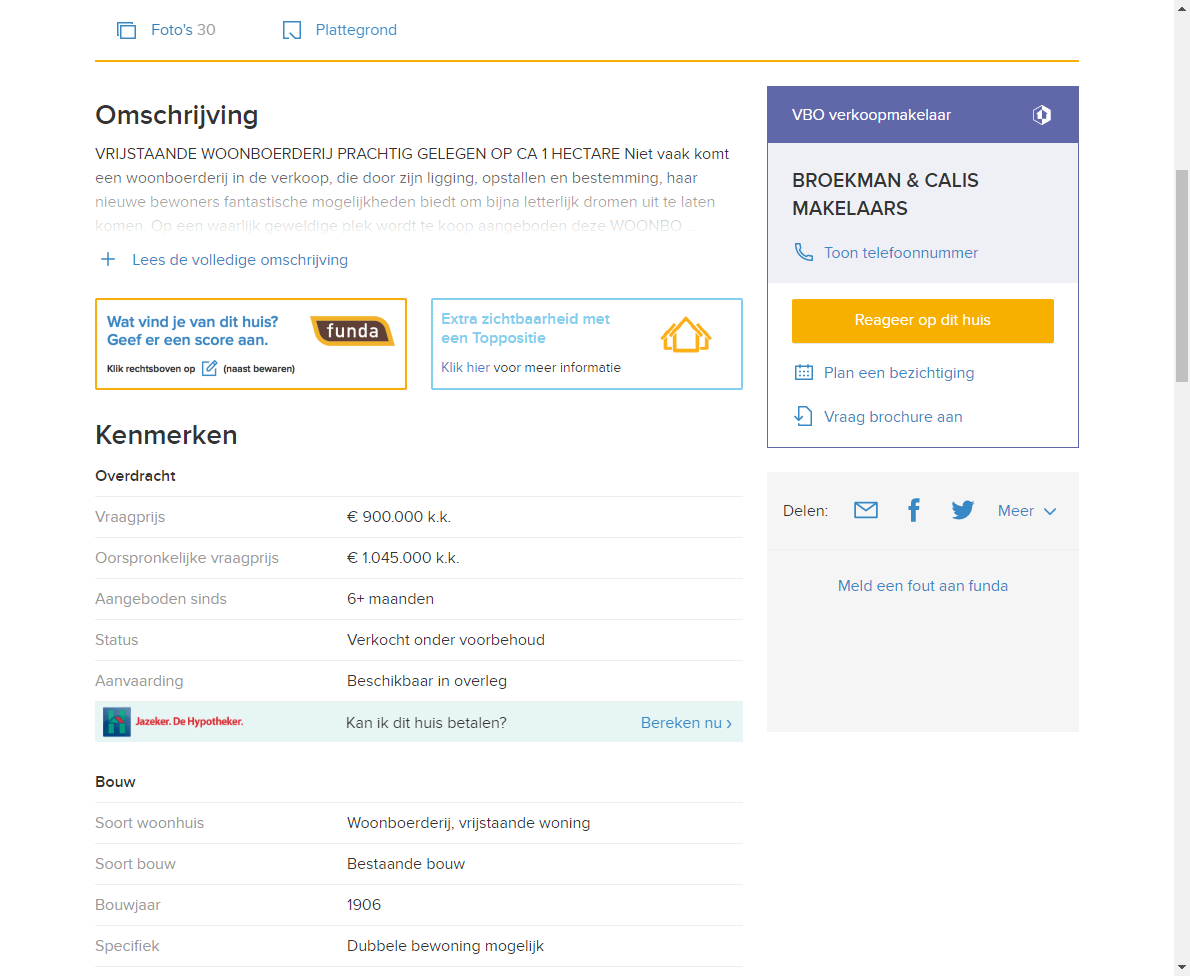 Foto's 30 Plattegrond
Omschrijving
VRIJSTAANDE WOONBOERDERIJ PRACHTIG GELEGEN OP CA 1 HECTARE Niet vaak komt
een woonboerderij in de verkoop, die door zijn ligging, opstallen en bestemming, haar
nieuwe bewoners fantastische mogelijkheden biedt om bijna letterlijk dromen uit te laten
komen. Op een waarlijk geweldige plek wordt te koop aangeboden deze WOONBO ...
Lees de volledige omschrijving
Wat vind je van dit huis?
Geef er een score aan.
Klik rechtsboven op (naast bewaren)
funda
Extra zichtbaarheid met
een Toppositie
Klik hier voor meer informatie
Kenmerken
Overdracht
Vraagprijs € 900.000 k.k.
Oorspronkelijke vraagprijs € 1.045.000 k.k.
Aangeboden sinds 6+ maanden
Status Verkocht onder voorbehoud
Aanvaarding Beschikbaar in overleg
Jazeker. De Hypotheker. Kan ik dit huis betalen? Bereken nu ›
Bouw
Soort woonhuis Woonboerderij, vrijstaande woning
Soort bouw Bestaande bouw
Bouwjaar 1906
Specifiek Dubbele bewoning mogelijk
VBO verkoopmakelaar
BROEKMAN & CALIS
MAKELAARS
Toon telefoonnummer
Reageer op dit huis
Plan een bezichtiging
Vraag brochure aan
Delen: Meer
Meld een fout aan funda